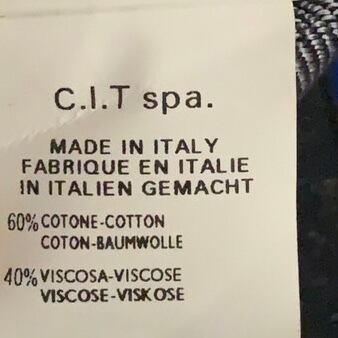 C.I.T spa.
MADE IN ITALY
FABRIQUE EN ITALIE
IN ITALIEN GEMACHT
60% COTONE-COTTON
COTON-BAUMWOLLE
40% VISCOSA-VISCOSE
VISCOSE-VISKOSE